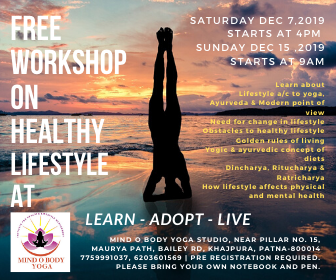 FREE
WORKSHOP
ON
HEALTHY
LIFESTYLE
AT
SATURDAY DEC 7,2019
STARTS AT 4PM
SUNDAY DEC 15 ,2019
STARTS AT 9AM
Learn about
Lifestyle a/c to yoga,
Ayurveda & Modern point of
view
Need for change in lifestyle
Obstacles to healthy lifestyle
Golden rules of living
Yogic & ayurvedic concept of
diets
Dincharya, Ritucharya &
Ratricharya
How lifestyle affects physical
and mental health
LEARN - ADOPT - LIVE
MIND O BODY
YOGA
MIND O BODY YOGA STUDIO, NEAR PILLAR NO. 15,
MAURYA PATH, BAILEY RD, KHAJPURA, PATNA-800014
7759991037, 6203601569 | PRE REGISTRATION REQUIRED.
PLEASE BRING YOUR OWN NOTEBOOK AND PEN.